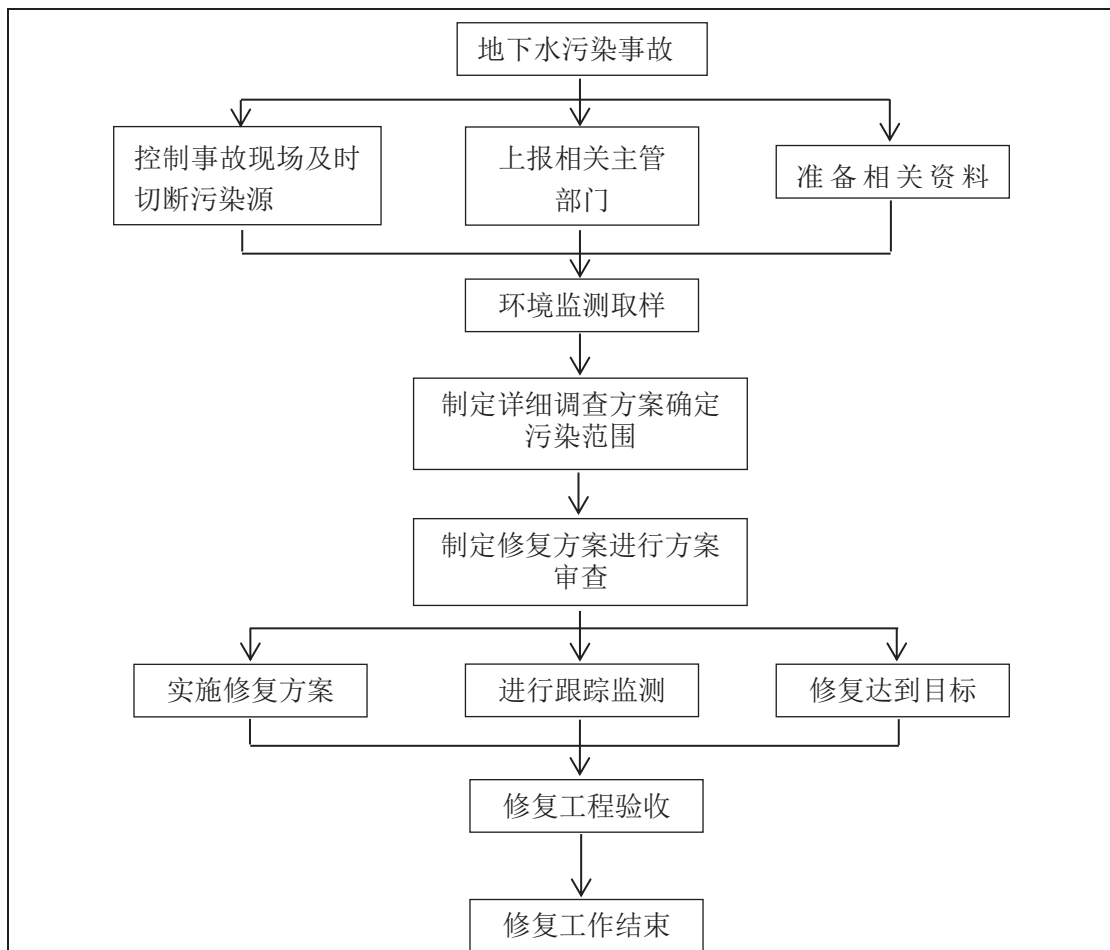 地下水污染事故
控制事故现场及时
切断污染源
上报相关主管
部门
准备相关资料
环境监测取样
制定详细调查方案确定
污染范围
制定修复方案进行方案
审查
实施修复方案
进行跟踪监测
修复达到目标
修复工程验收
修复工作结束